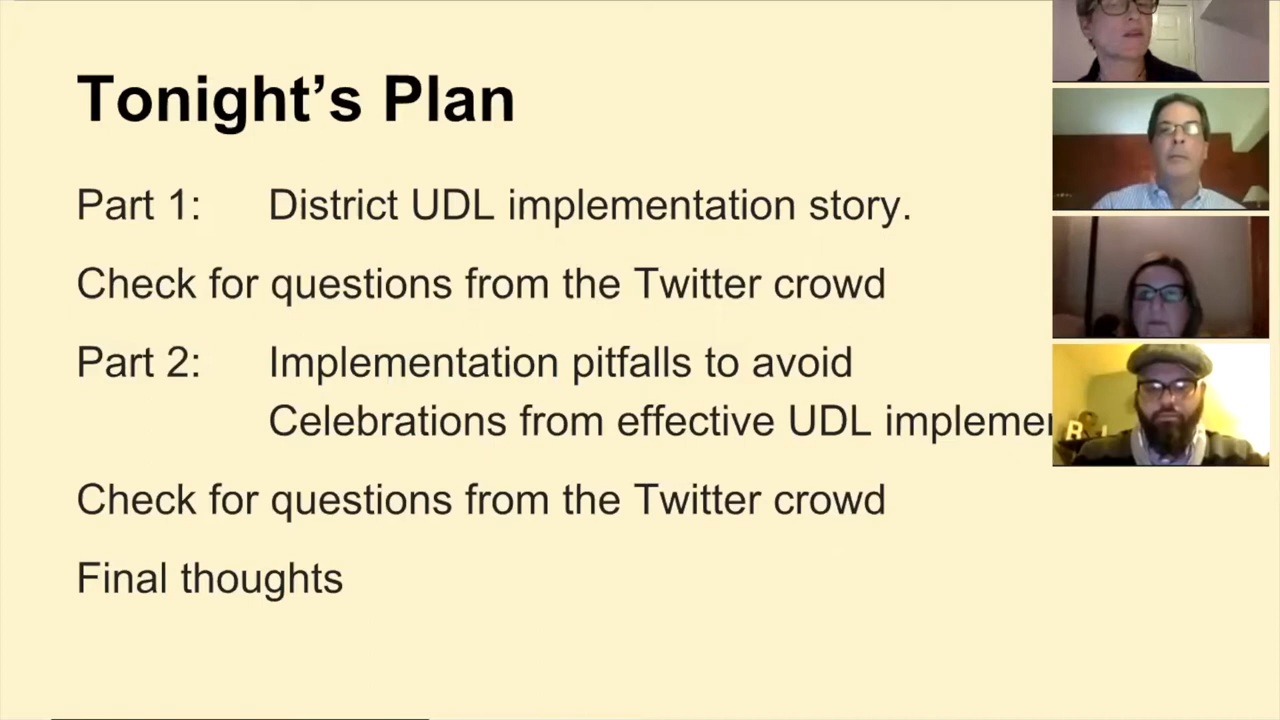 Tonight’s Plan
Part 1: District UDL implementation story.
Check for questions from the Twitter crowd
Part 2: Implementation pitfalls to avoid
Celebrations from effective UDL implemen
Check for questions from the Twitter crowd
Final thoughts
R